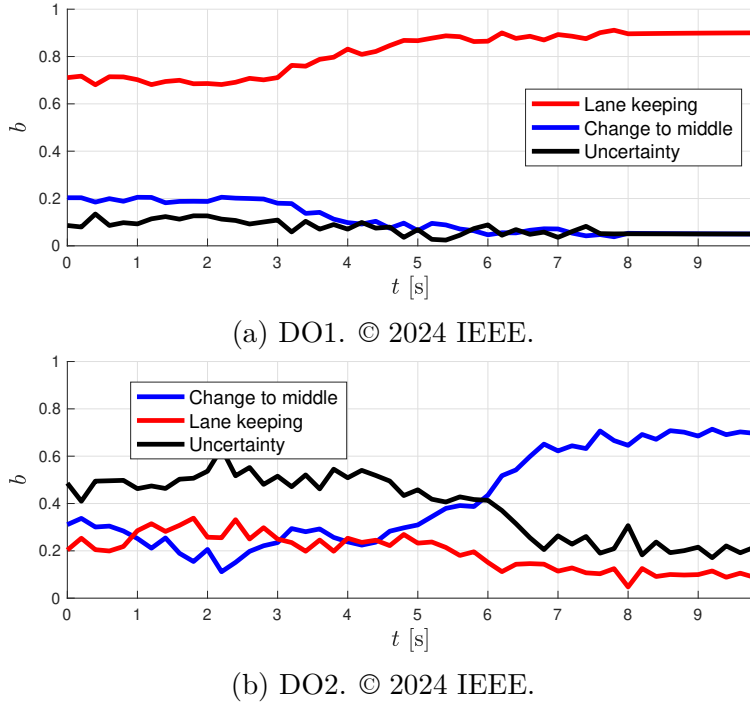 1
0.8
0.6
0.4
0.2
0
b
Lane keeping
Change to middle
Uncertainty
0 1 2 3 4 5 6 7 8 9
t [s]
(a) DO1. © 2024 IEEE.
1
0.8
0.6
0.4
0.2
0
b
Change to middle
Lane keeping
Uncertainty
0 1 2 3 4 5 6 7 8 9
t [s]
(b) DO2. © 2024 IEEE.